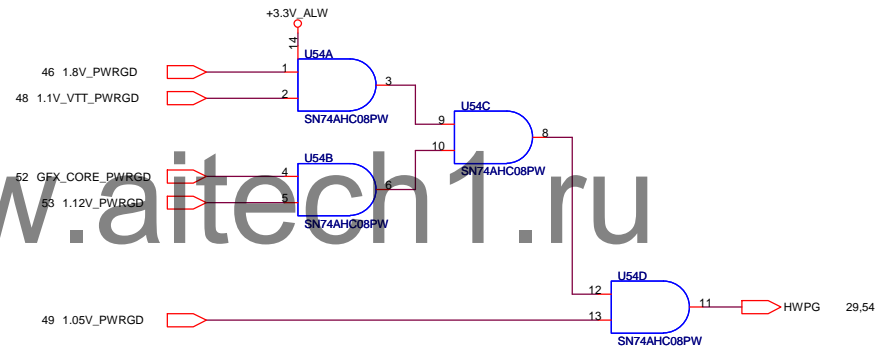 +3.3V_ALW
14
U54A
46 1.8V_PWRGD
1
3
48 1.1V_VTT_PWRGD
2
SN74AHC08PW
U54C
9
8
10
SN74AHC08PW
U54B
52 GFX_CORE_PWRGD
4
6
53 1.12V_PWRGD
5
SN74AHC08PW
w.aitech1.ru
U54D
12
11
HWPG 29,54
49 1.05V_PWRGD
13
SN74AHC08PW